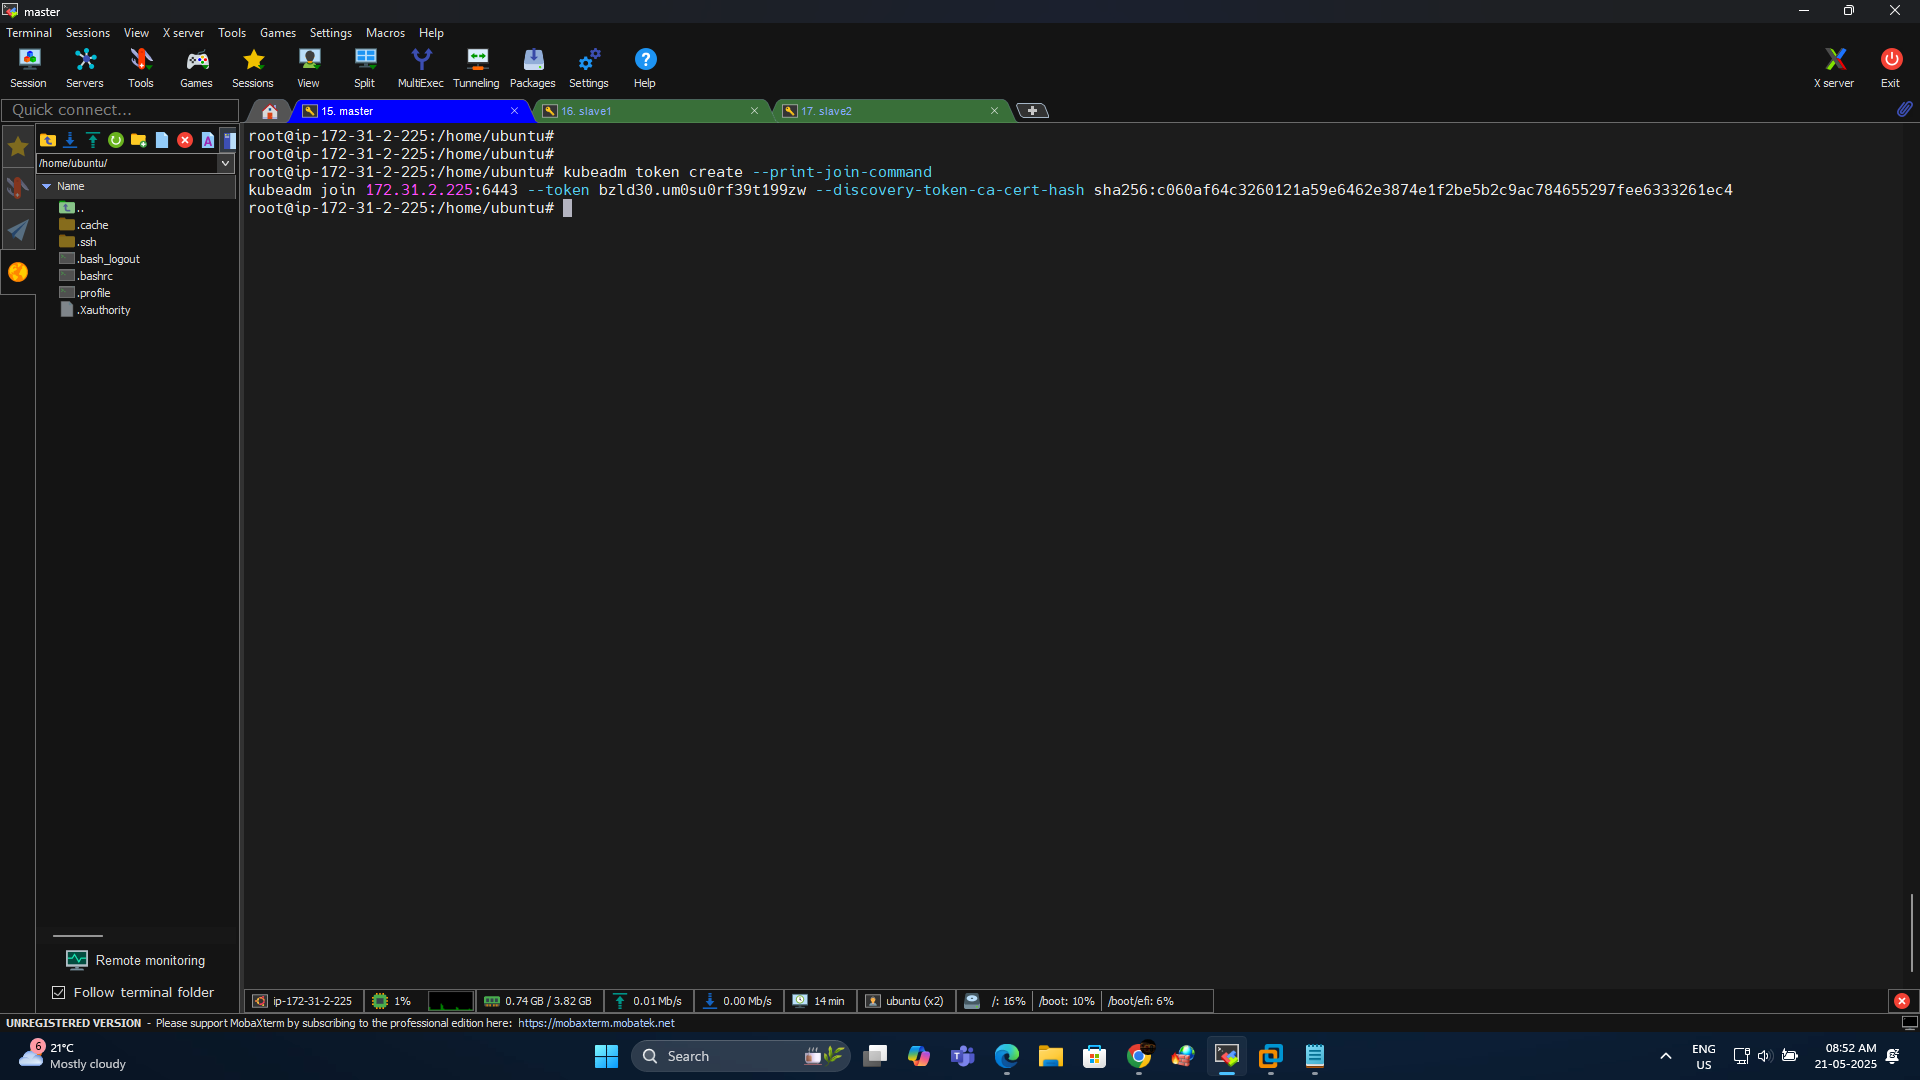 master
Terminal Sessions View X server Tools Games Settings Macros Help
Session Servers Tools Games Sessions View Split MultiExec Tunneling Packages Settings Help X server Exit
Quick connect... 15. master 16. slave1 17. slave2
/home/ubuntu/
Name
..
.cache
.ssh
.bash_logout
.bashrc
.profile
.Xauthority
root@ip-172-31-2-225:/home/ubuntu#
root@ip-172-31-2-225:/home/ubuntu#
root@ip-172-31-2-225:/home/ubuntu# kubeadm token create --print-join-command
kubeadm join 172.31.2.225:6443 --token bzld30.um0su0rf39t199zw --discovery-token-ca-cert-hash sha256:c060af64c3260121a59e6462e3874e1f2be5b2c9ac784655297fee6333261ec4
root@ip-172-31-2-225:/home/ubuntu#
Remote monitoring
Follow terminal folder
ip-172-31-2-225 1% 0.74 GB / 3.82 GB 0.01 Mb/s 0.00 Mb/s 14 min ubuntu (x2) /: 16% /boot: 10% /boot/efi: 6%
UNREGISTERED VERSION - Please support MobaXterm by subscribing to the professional edition here: https://mobaxterm.mobatek.net
6 21°C
Mostly cloudy
Search
ENG
US
08:52 AM
21-05-2025